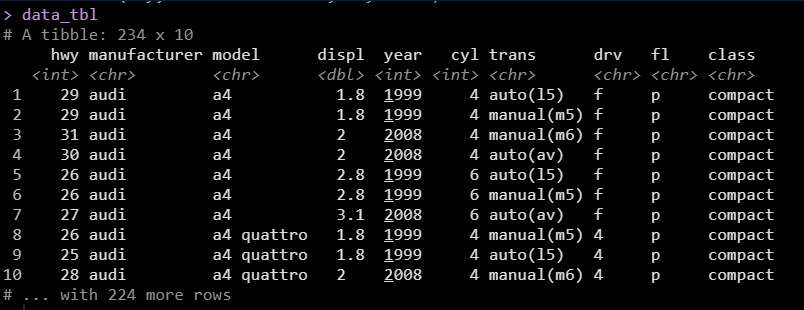 > data_tbl
# A tibble: 234 x 10
hwy manufacturer model displ year cyl trans drv fl class
<int> <chr> <chr> <dbl> <int> <int> <chr> <chr> <chr> <chr>
1 29 audi a4 1.8 1999 4 auto(l5) f p compact
2 29 audi a4 1.8 1999 4 manual(m5) f p compact
3 31 audi a4 2 2008 4 manual(m6) f p compact
4 30 audi a4 2 2008 4 auto(av) f p compact
5 26 audi a4 2.8 1999 6 auto(l5) f p compact
6 26 audi a4 2.8 1999 6 manual(m5) f p compact
7 27 audi a4 3.1 2008 6 auto(av) f p compact
8 26 audi a4 quattro 1.8 1999 4 manual(m5) 4 p compact
9 25 audi a4 quattro 1.8 1999 4 auto(l5) 4 p compact
10 28 audi a4 quattro 2 2008 4 manual(m6) 4 p compact
# ... with 224 more rows